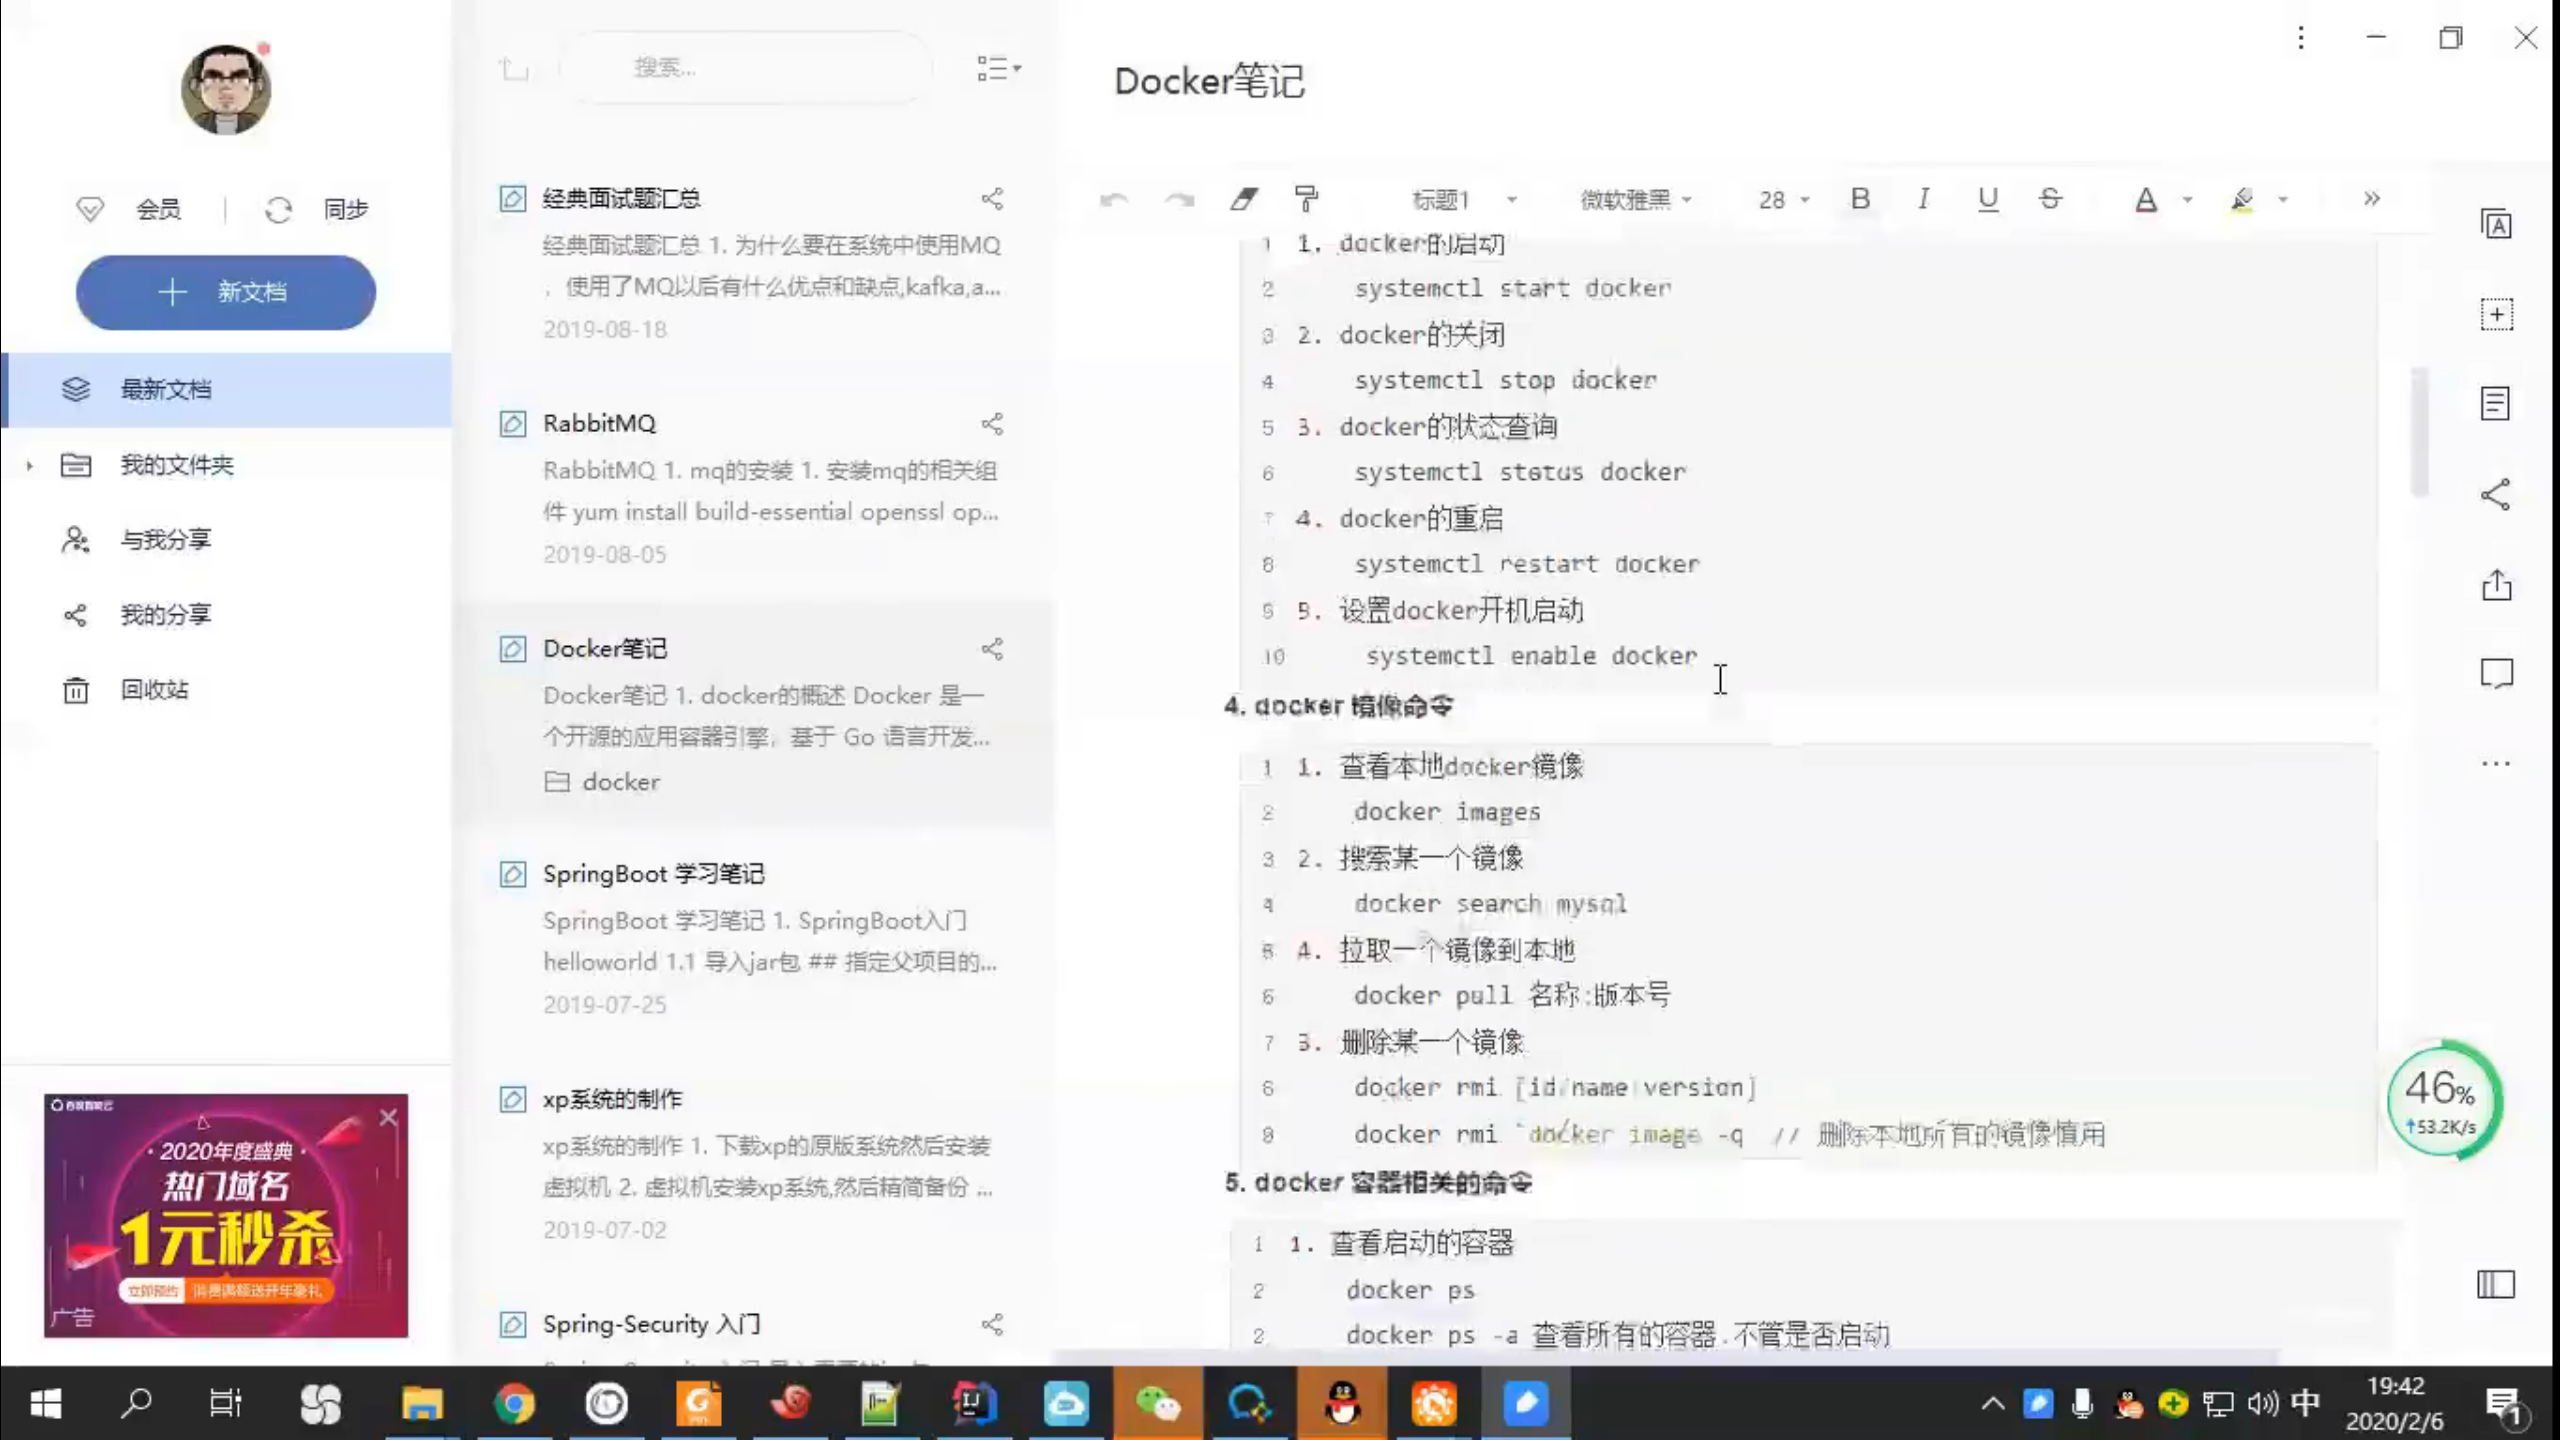 会员
同步
新文档
最新文档
我的文件夹
与我分享
我的分享
回收站
2020年度盛典
热门域名
1元秒杀
立即预约
消费满额送开年豪礼
广告
搜索...
经典面试题汇总
经典面试题汇总 1. 为什么要在系统中使用MQ
，使用了MQ以后有什么优点和缺点,kafka,a...
2019-08-18
RabbitMQ
RabbitMQ 1. mq的安装 1. 安装mq的相关组
件 yum install build-essential openssl op...
2019-08-05
Docker笔记
Docker笔记 1. docker的概述 Docker 是一
个开源的应用容器引擎，基于 Go 语言开发...
docker
SpringBoot 学习笔记
SpringBoot 学习笔记 1. SpringBoot入门
helloworld 1.1 导入jar包 ## 指定父项目的...
2019-07-25
xp系统的制作
xp系统的制作 1. 下载xp的原版系统然后安装
虚拟机 2. 虚拟机安装xp系统,然后精简备份 ...
2019-07-02
Spring-Security 入门
Docker笔记
标题1 微软雅黑 28 B I U S A
1 1. docker的启动
2 systemctl start docker
3 2. docker的关闭
4 systemctl stop docker
5 3. docker的状态查询
6 systemctl status docker
7 4. docker的重启
8 systemctl restart docker
9 5. 设置docker开机启动
10 systemctl enable docker
4. docker 镜像命令
1 1. 查看本地docker镜像
2 docker images
3 2. 搜索某一个镜像
4 docker search mysql
5 4. 拉取一个镜像到本地
6 docker pull 名称:版本号
7 3. 删除某一个镜像
8 docker rmi [id/name:version]
9 docker rmi `docker image -q // 删除本地所有的镜像慎用
5. docker 容器相关的命令
1 1. 查看启动的容器
2 docker ps
2 docker ps -a 查看所有的容器.不管是否启动
46%
↑53.2K/s
中
19:42
2020/2/6
1